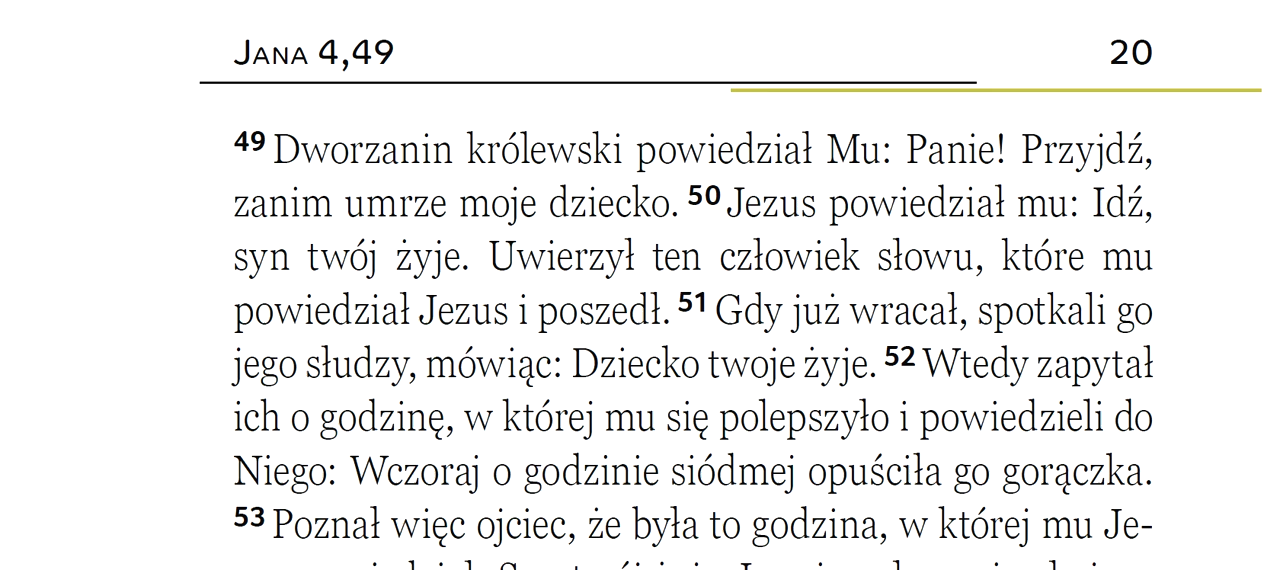 Jana 4,49 20
49 Dworzanin królewski powiedział Mu: Panie! Przyjdź,
zanim umrze moje dziecko. 50 Jezus powiedział mu: Idź,
syn twój żyje. Uwierzył ten człowiek słowu, które mu
powiedział Jezus i poszedł. 51 Gdy już wracał, spotkali go
jego słudzy, mówiąc: Dziecko twoje żyje. 52 Wtedy zapytał
ich o godzinę, w której mu się polepszyło i powiedzieli do
Niego: Wczoraj o godzinie siódmej opuściła go gorączka.
53 Poznał więc ojciec, że była to godzina, w której mu Je-